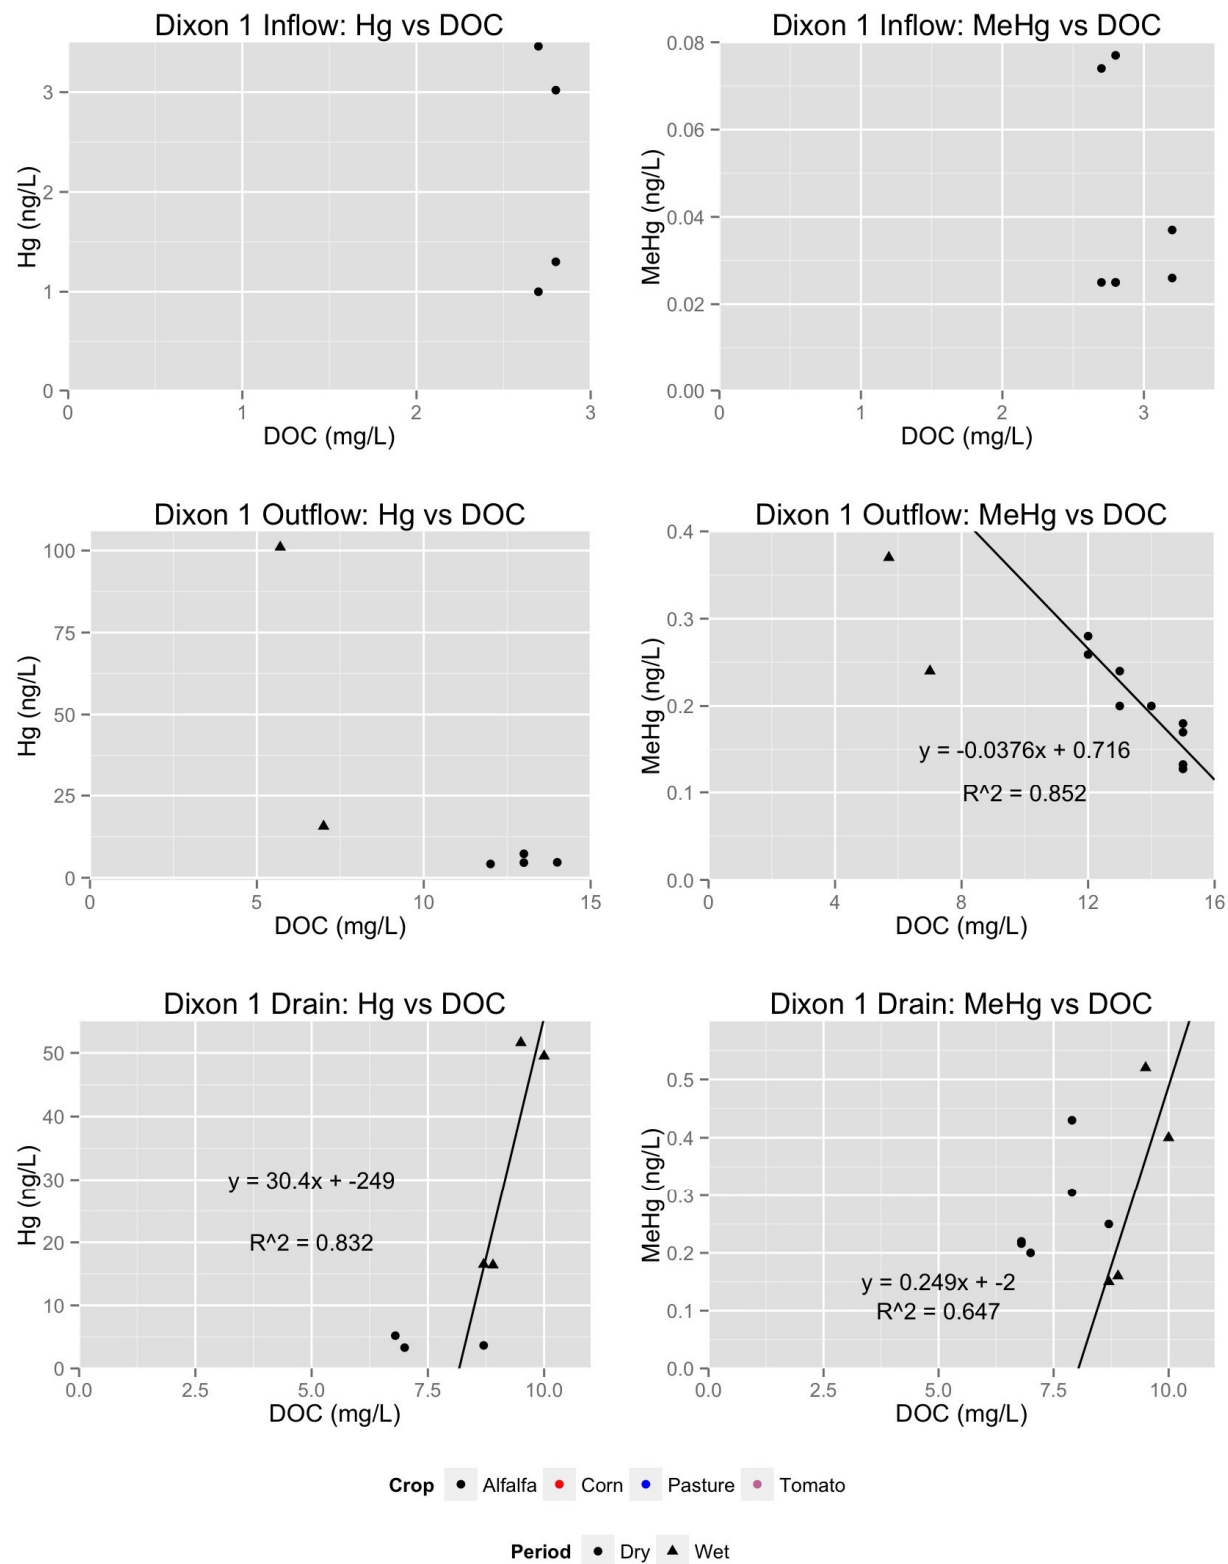 Dixon 1 Inflow: Hg vs DOC
Hg (ng/L)
3
2
1
0
0 1 2 3
DOC (mg/L)
Dixon 1 Inflow: MeHg vs DOC
MeHg (ng/L)
0.08
0.06
0.04
0.02
0.00
0 1 2 3
DOC (mg/L)
Dixon 1 Outflow: Hg vs DOC
Hg (ng/L)
100
75
50
25
0
0 5 10 15
DOC (mg/L)
Dixon 1 Outflow: MeHg vs DOC
MeHg (ng/L)
0.4
0.3
0.2
0.1
0.0
y = -0.0376x + 0.716
R^2 = 0.852
0 4 8 12 16
DOC (mg/L)
Dixon 1 Drain: Hg vs DOC
Hg (ng/L)
50
40
30
20
10
0
y = 30.4x + -249
R^2 = 0.832
0.0 2.5 5.0 7.5 10.0
DOC (mg/L)
Dixon 1 Drain: MeHg vs DOC
MeHg (ng/L)
0.5
0.4
0.3
0.2
0.1
0.0
y = 0.249x + -2
R^2 = 0.647
0.0 2.5 5.0 7.5 10.0
DOC (mg/L)
Crop Alfalfa Corn Pasture Tomato
Period Dry Wet